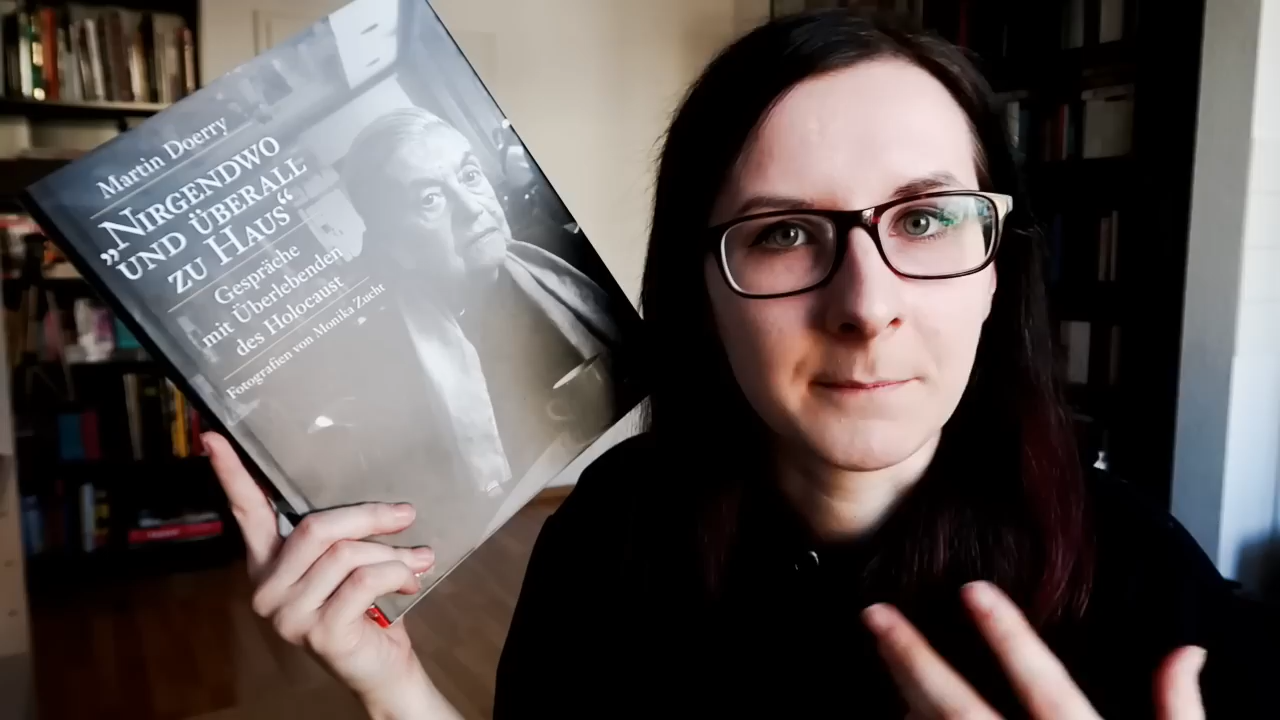 Martin Doerry
„NIRGENDWO
UND ÜBERALL
ZU HAUS“
Gespräche
mit Überlebenden
des Holocaust
Fotografien von Monika Zucht